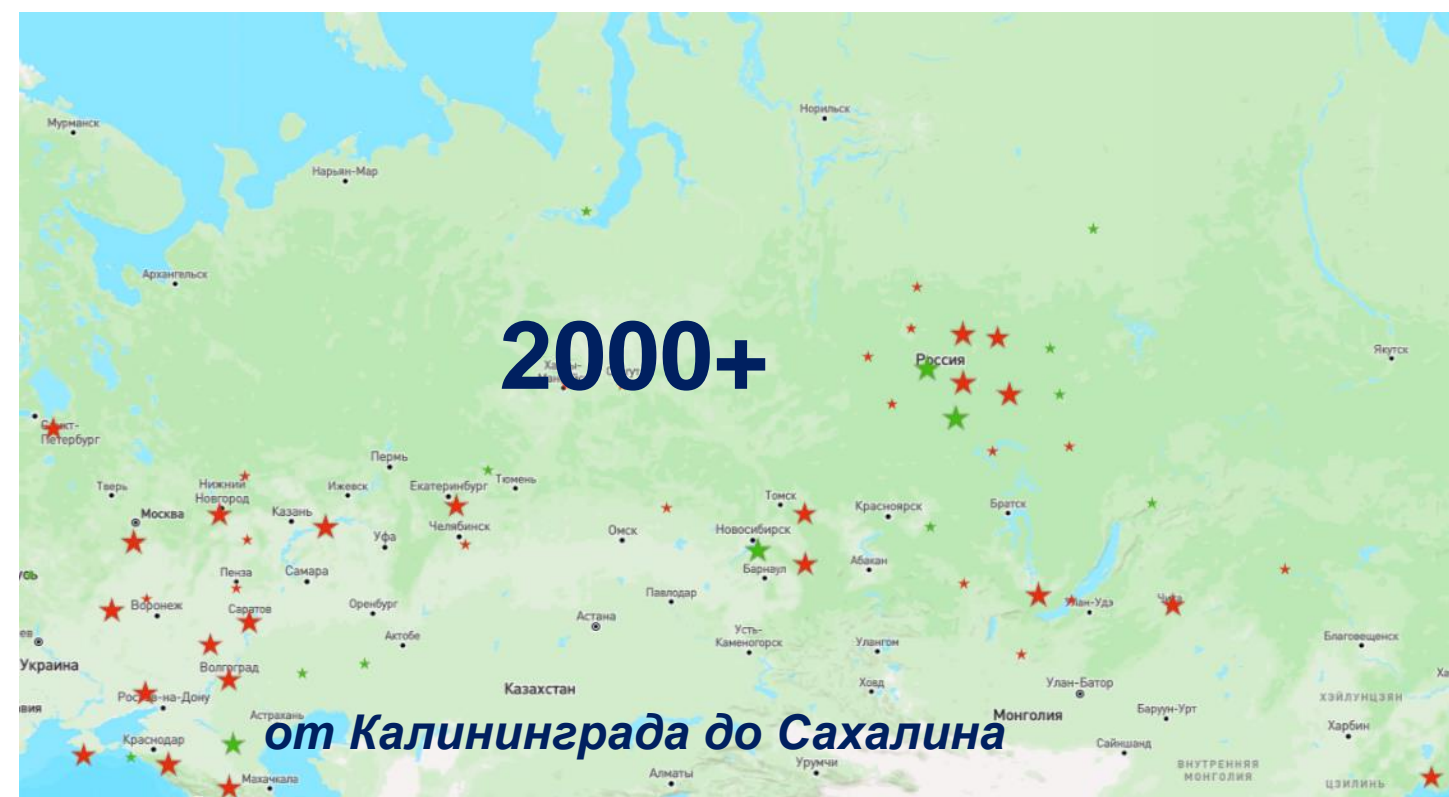 Норильск
Мурманск
Нарьян-Мар
Архангельск
2000+
Россия
Якутск
Санкт-
Петербург
Пермь
Тверь
Нижний
Новгород
Ижевск
Екатеринбург
Тюмень
Томск
Красноярск
Братск
Москва
Казань
Уфа
Челябинск
Омск
Новосибирск
Пенза
Самара
Барнаул
Абакан
Воронеж
Саратов
Оренбург
Павлодар
Улан-Удэ
Чита
Астана
Актобе
Усть-
Каменогорск
Улангом
Благовещенск
Украина
Волгоград
Казахстан
Ховд
Улан-Батор
Ростов-на-Дону
Монголия
Баруун-Урт
ХЭЙЛУНЦЗЯН
Астрахань
от Калининграда до Сахалина
Харбин
Краснодар
Сайншанд
Махачкала
Алматы
Урумчи
ВНУТРЕННЯЯ
МОНГОЛИЯ
ЦЗИЛИНЬ